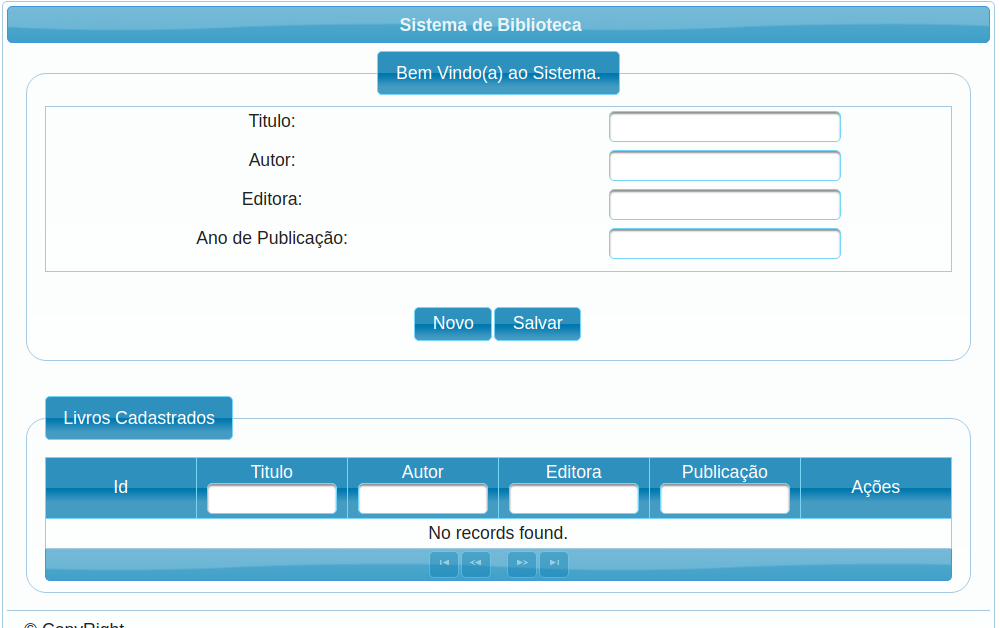 Sistema de Biblioteca
Bem Vindo(a) ao Sistema.
Titulo:
Autor:
Editora:
Ano de Publicação:
Novo Salvar
Livros Cadastrados
Id Titulo Autor Editora Publicação Ações
No records found.
© CopyRight